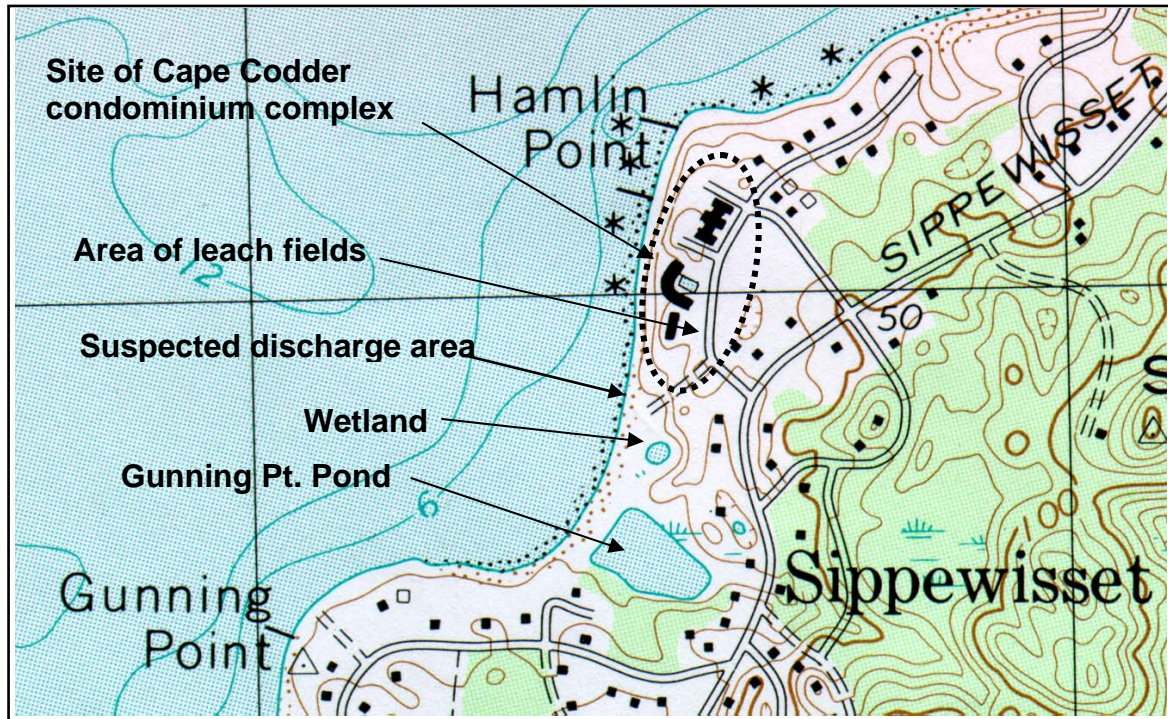 Site of Cape Codder
condominium complex
Hamlin
Point
Area of leach fields
12
SIPPEWISSET
50
Suspected discharge area
Wetland
Gunning Pt. Pond
6
S
100
Sippewisset
Gunning
Point